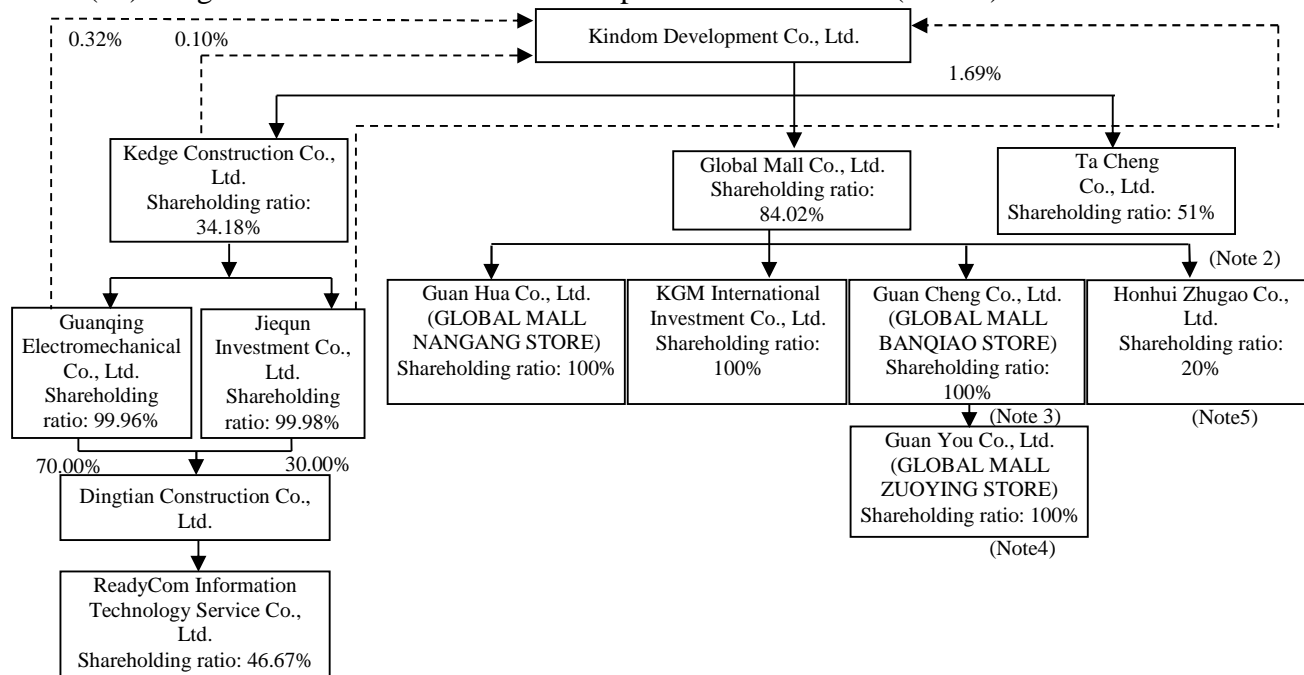 0.32%
0.10%
Kindom Development Co., Ltd.
1.69%
Kedge Construction Co.,
Ltd.
Shareholding ratio:
34.18%
Global Mall Co., Ltd.
Shareholding ratio:
84.02%
Ta Cheng
Co., Ltd.
Shareholding ratio: 51%
(Note 2)
Guanqing
Electromechanical
Co., Ltd.
Shareholding
ratio: 99.96%
Jiequn
Investment Co.,
Ltd.
Shareholding
ratio: 99.98%
Guan Hua Co., Ltd.
(GLOBAL MALL
NANGANG STORE)
Shareholding ratio: 100%
KGM International
Investment Co., Ltd.
Shareholding ratio:
100%
Guan Cheng Co., Ltd.
(GLOBAL MALL
BANQIAO STORE)
Shareholding ratio:
100%
Honhui Zhugao Co.,
Ltd.
Shareholding ratio:
20%
(Note 3)
(Note5)
70.00%
30.00%
Dingtian Construction Co.,
Ltd.
Guan You Co., Ltd.
(GLOBAL MALL
ZUOYING STORE)
Shareholding ratio: 100%
(Note4)
ReadyCom Information
Technology Service Co.,
Ltd.
Shareholding ratio: 46.67%